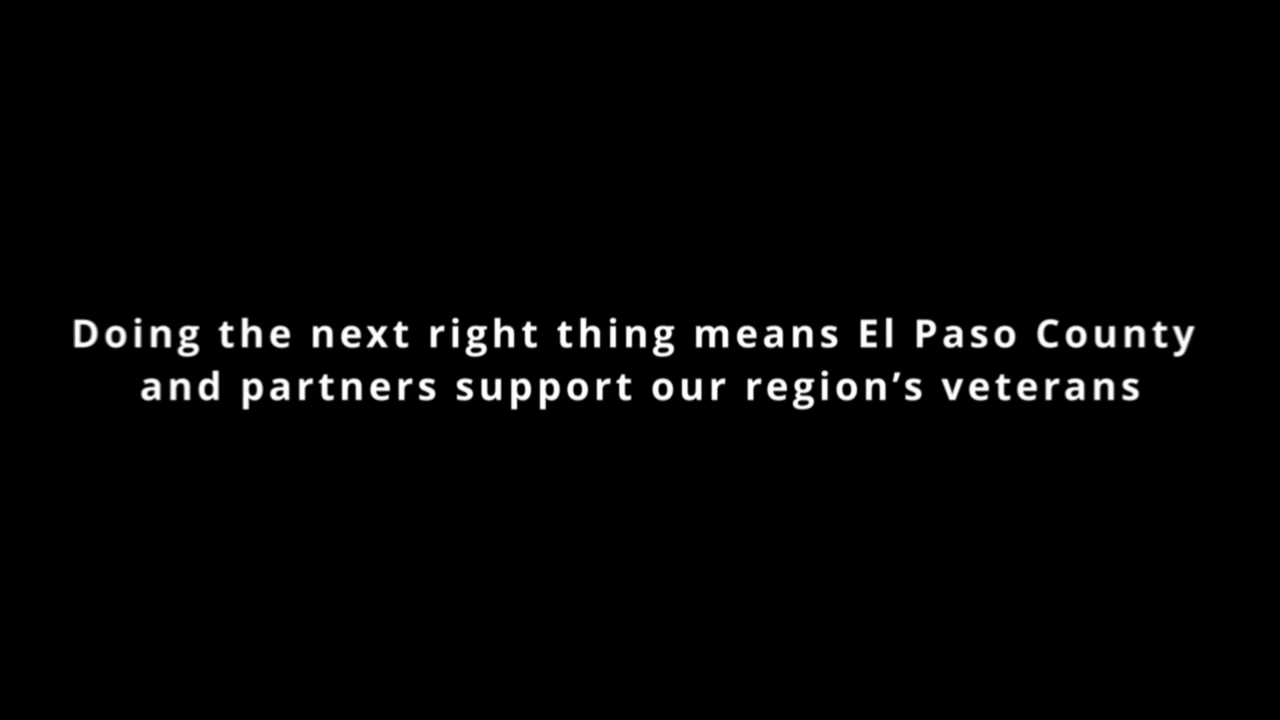 Doing the next right thing means El Paso County
and partners support our region’s veterans